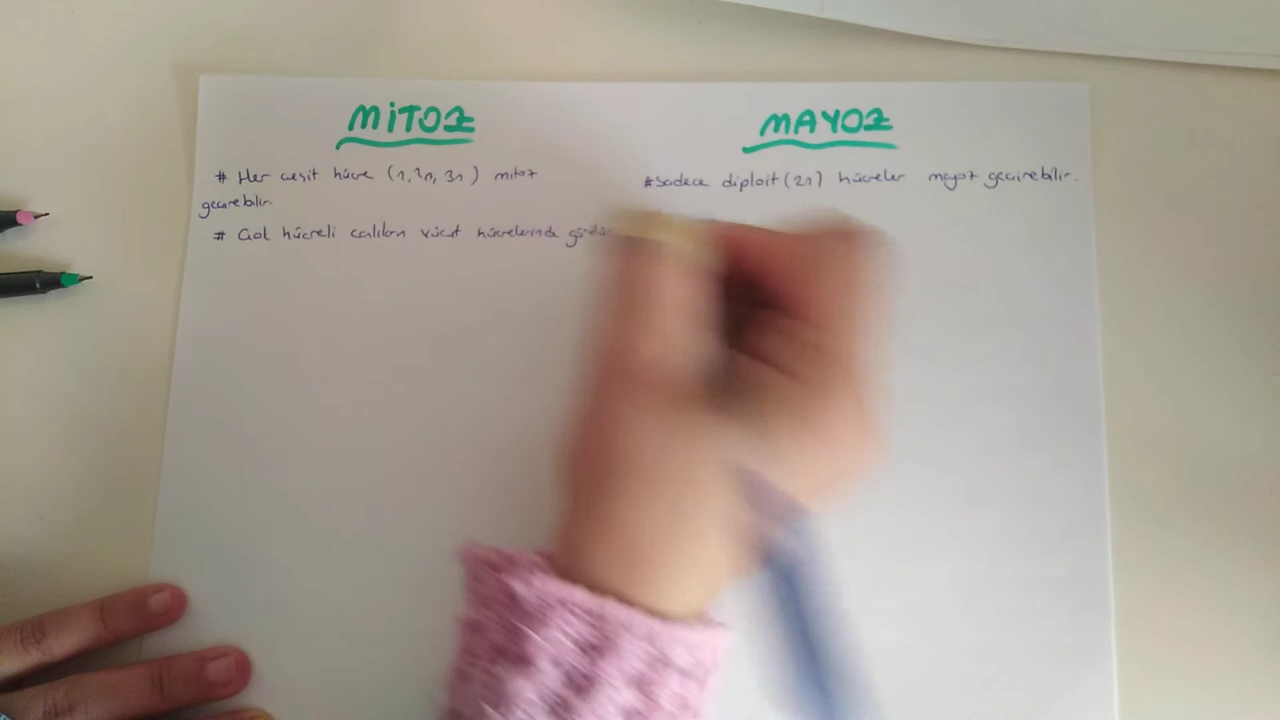 MİTOZ
# Her çeşit hücre (n, 2n, 3n) mitoz
geçirebilir.
# Çok hücreli canlıların vücut hücrelerinde
MAYOZ
#Sadece diploit (2n) hücreler mayoz geçirebilir.